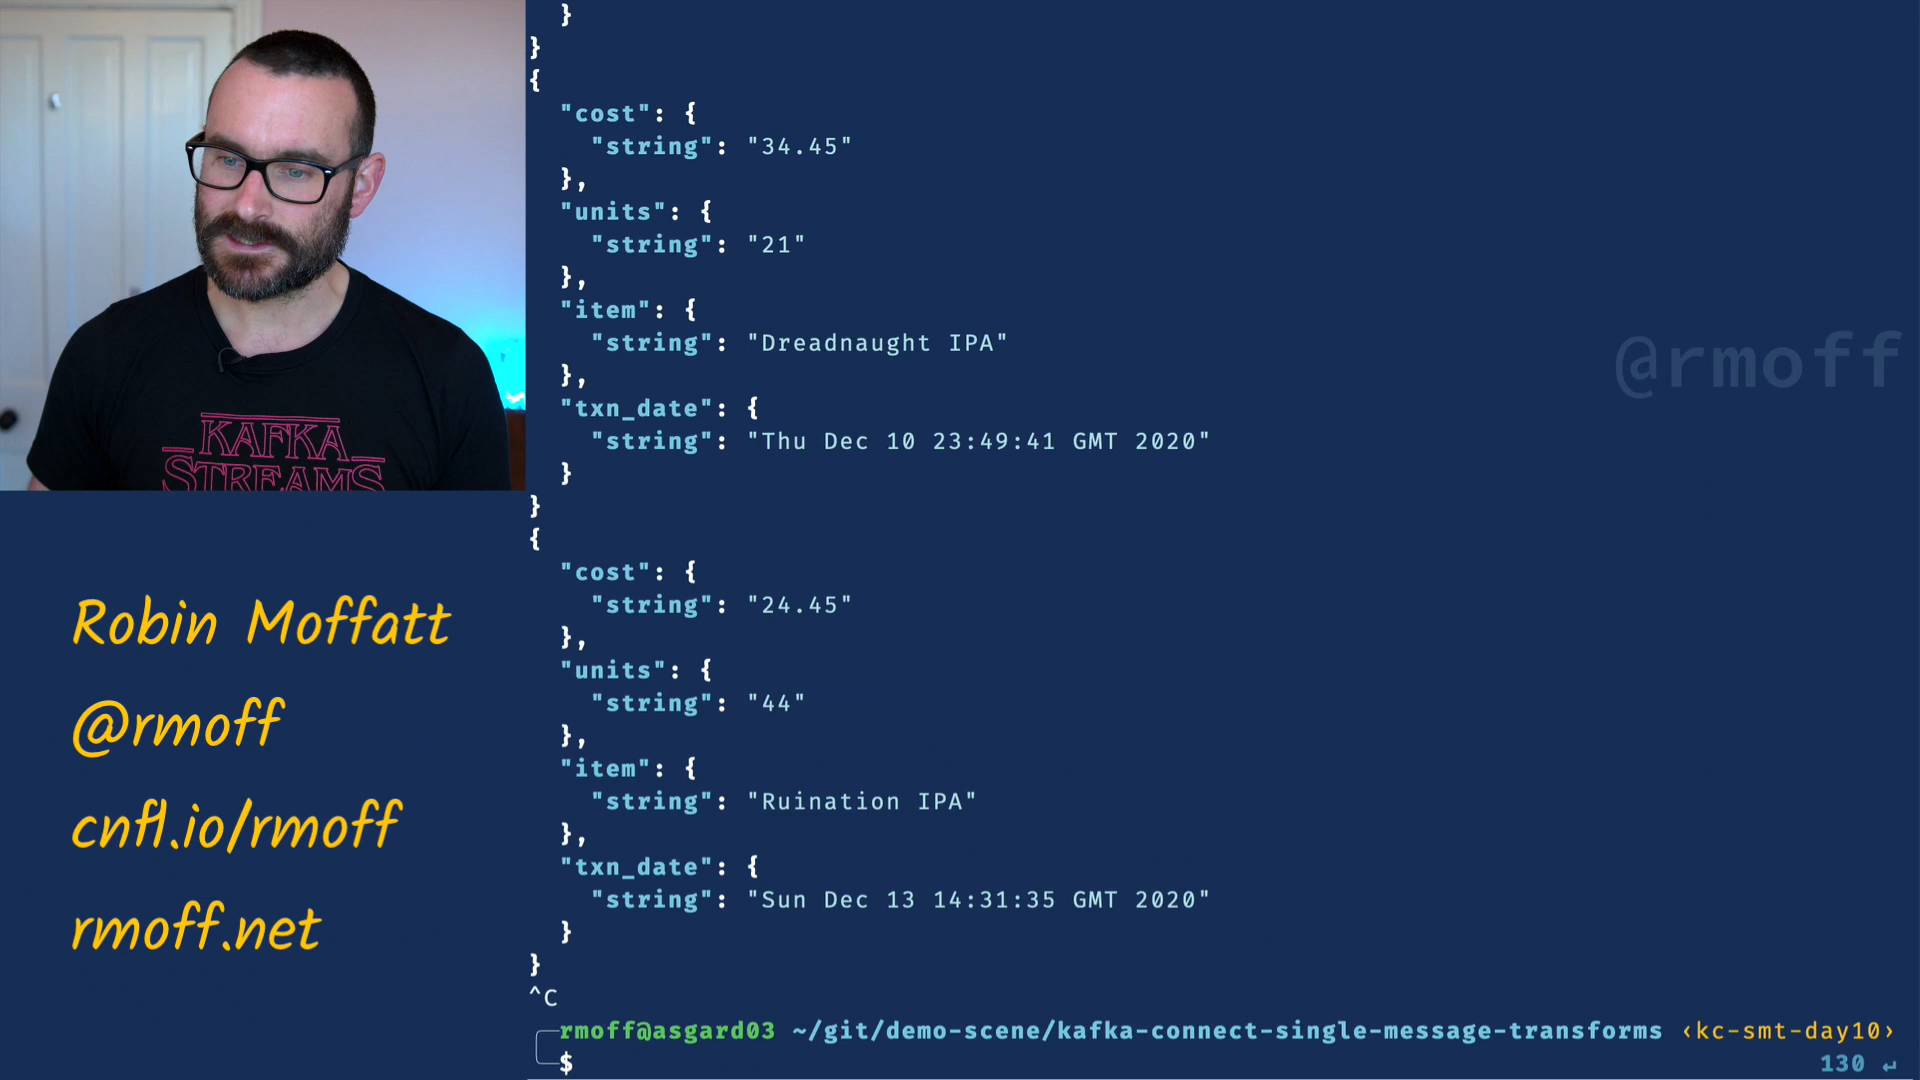 KAFKA
STREAMS
Robin Moffatt
@rmoff
cnfl.io/rmoff
rmoff.net
}
}
{
"cost": {
"string": "34.45"
},
"units": {
"string": "21"
},
"item": {
"string": "Dreadnaught IPA"
},
"txn_date": {
"string": "Thu Dec 10 23:49:41 GMT 2020"
}
}
{
"cost": {
"string": "24.45"
},
"units": {
"string": "44"
},
"item": {
"string": "Ruination IPA"
},
"txn_date": {
"string": "Sun Dec 13 14:31:35 GMT 2020"
}
}
^C
rmoff@asgard03 ~/git/demo-scene/kafka-connect-single-message-transforms ‹kc-smt-day10›
$ 130 ↵
@rmoff